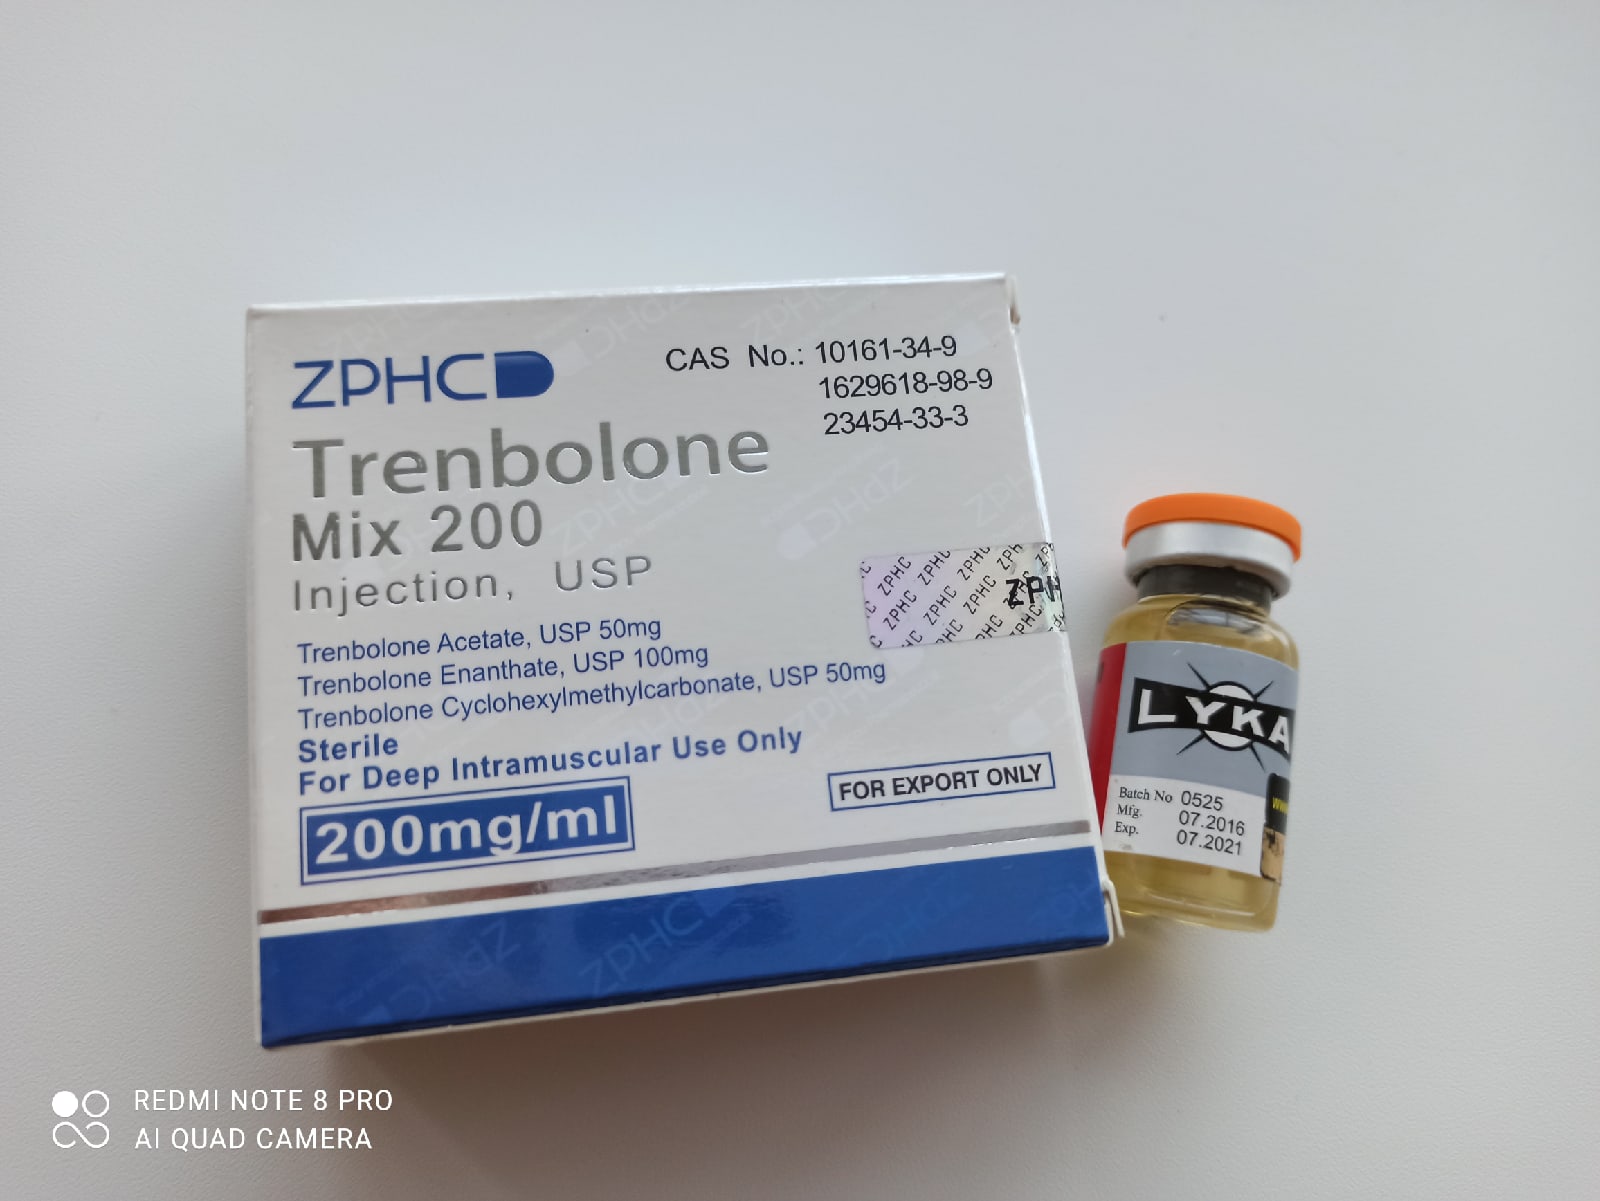 ZPHC
CAS No.: 10161-34-9
1629618-98-9
23454-33-3
Trenbolone
Mix 200
Injection, USP
Trenbolone Acetate, USP 50mg
Trenbolone Enanthate, USP 100mg
Trenbolone Cyclohexylmethylcarbonate, USP 50mg
Sterile
For Deep Intramuscular Use Only
200mg/ml
FOR EXPORT ONLY
ZPH
LYKA
Batch No 0525
Mfg. 07.2016
Exp. 07.2021
REDMI NOTE 8 PRO
AI QUAD CAMERA